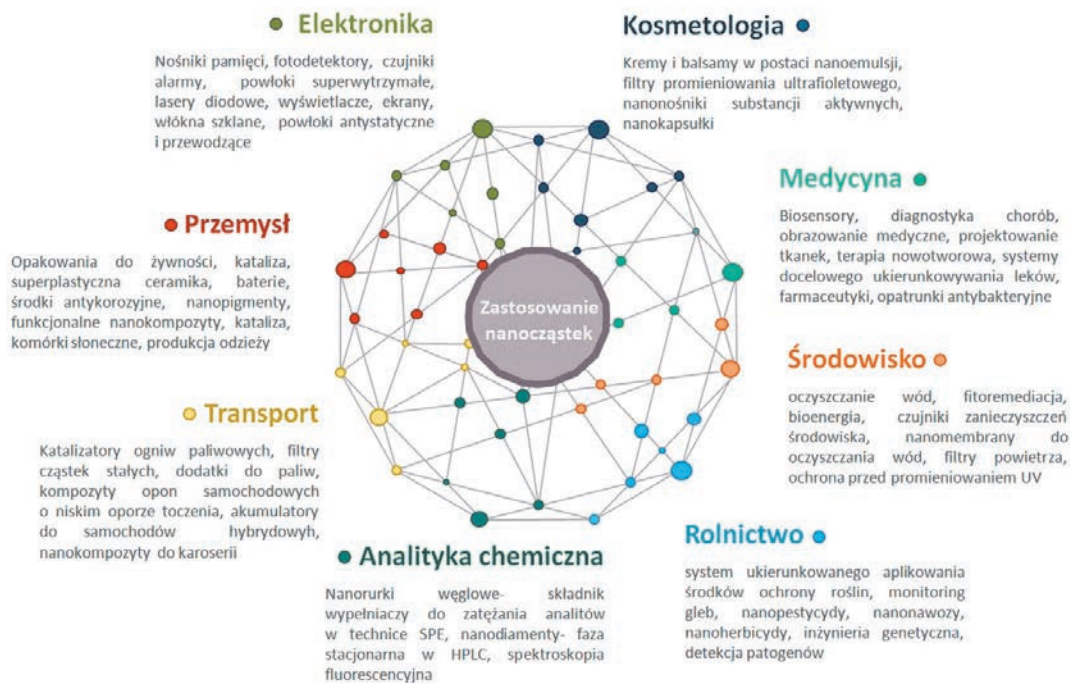 Elektronika
Nośniki pamięci, fotodetektory, czujniki
alarmy, powłoki superwytrzymałe,
lasery diodowe, wyświetlacze, ekrany,
włókna szklane, powłoki antystatyczne
i przewodzące
Kosmetologia
Kremy i balsamy w postaci nanoemulsji,
filtry promieniowania ultrafioletowego,
nanonośniki substancji aktywnych,
nanokapsułki
Przemysł
Opakowania do żywności, kataliza,
superplastyczna ceramika, baterie,
środki antykorozyjne, nanopigmenty,
funkcjonalne nanokompozyty, kataliza,
komórki słoneczne, produkcja odzieży
Medycyna
Biosensory, diagnostyka chorób,
obrazowanie medyczne, projektowanie
tkanek, terapia nowotworowa, systemy
docelowego ukierunkowywania leków,
farmaceutyki, opatrunki antybakteryjne
Zastosowanie
nanocząstek
Środowisko
oczyszczanie wód, fitoremediacja,
bioenergia, czujniki zanieczyszczeń
środowiska, nanomembrany do
oczyszczania wód, filtry powietrza,
ochrona przed promieniowaniem UV
Transport
Katalizatory ogniw paliwowych, filtry
cząstek stałych, dodatki do paliw,
kompozyty opon samochodowych
o niskim oporze toczenia, akumulatory
do samochodów hybrydowyh,
nanokompozyty do karoserii
Analityka chemiczna
Nanorurki węglowe- składnik
wypełniaczy do zatężania analitów
w technice SPE, nanodiamenty- faza
stacjonarna w HPLC, spektroskopia
fluorescencyjna
Rolnictwo
system ukierunkowanego aplikowania
środków ochrony roślin, monitoring
gleb, nanopestycydy, nanonawozy,
nanoherbicydy, inżynieria genetyczna,
detekcja patogenów